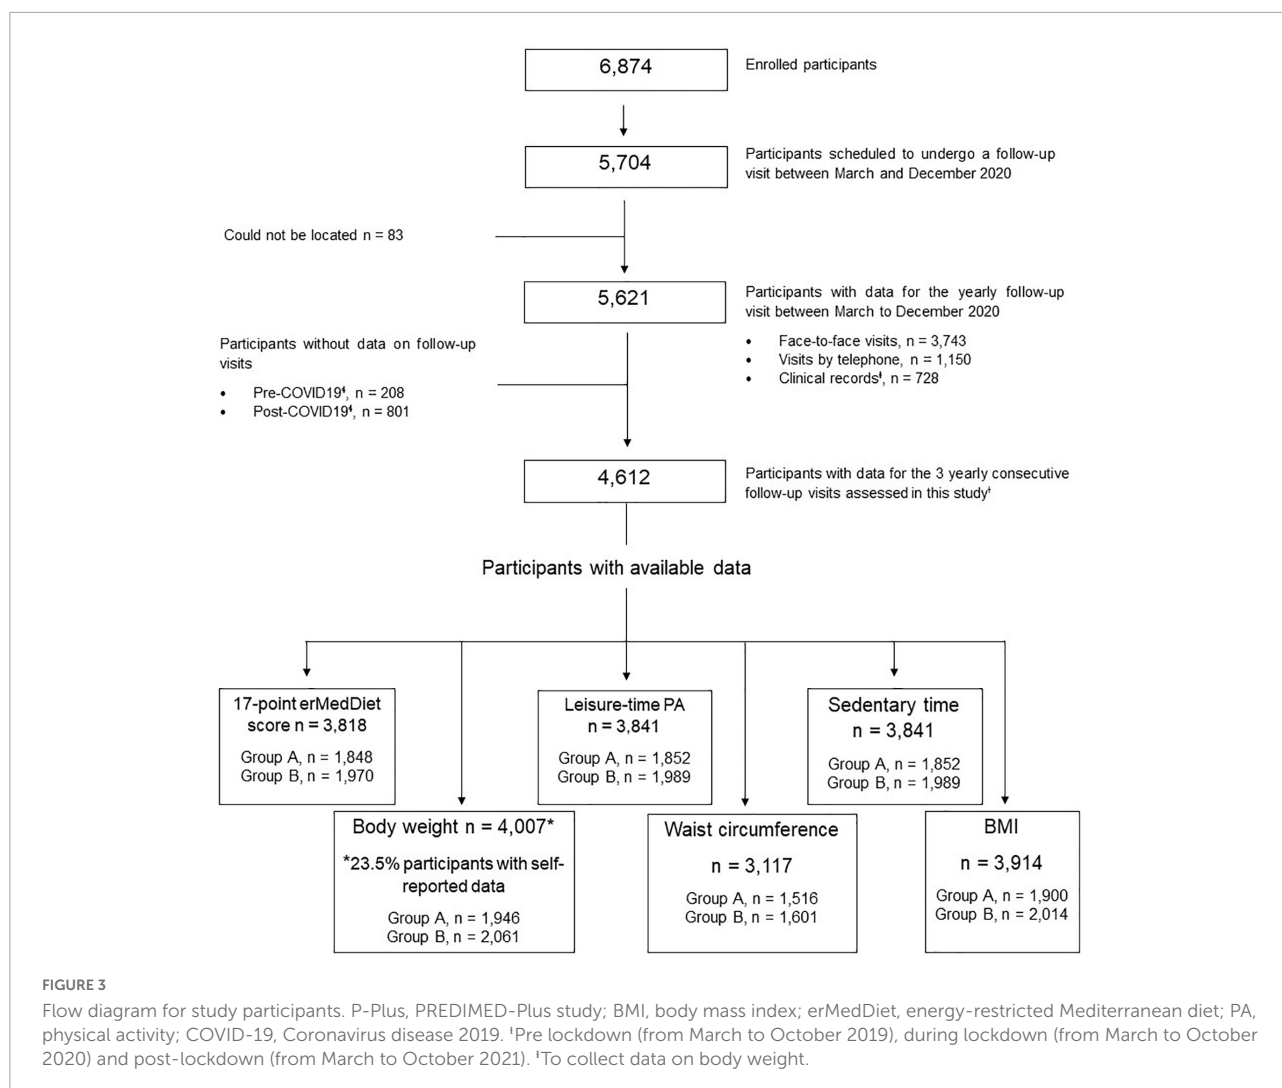 6,874
Enrolled participants
5,704
Participants scheduled to undergo a follow-up
visit between March and December 2020
Could not be located n = 83
5,621
Participants with data for the yearly follow-up
visit between March to December 2020
• Face-to-face visits, n = 3,743
• Visits by telephone, n = 1,150
• Clinical recordsǂ, n = 728
Participants without data on follow-up
visits
• Pre-COVID19ǂ, n = 208
• Post-COVID19ǂ, n = 801
4,612
Participants with data for the 3 yearly consecutive
follow-up visits assessed in this study†
Participants with available data
17-point erMedDiet
score n = 3,818
Group A, n = 1,848
Group B, n = 1,970
Leisure-time PA
n = 3,841
Group A, n = 1,852
Group B, n = 1,989
Sedentary time
n = 3,841
Group A, n = 1,852
Group B, n = 1,989
Body weight n = 4,007*
*23.5% participants with self-
reported data
Group A, n = 1,946
Group B, n = 2,061
Waist circumference
n = 3,117
Group A, n = 1,516
Group B, n = 1,601
BMI
n = 3,914
Group A, n = 1,900
Group B, n = 2,014
FIGURE 3
Flow diagram for study participants. P-Plus, PREDIMED-Plus study; BMI, body mass index; erMedDiet, energy-restricted Mediterranean diet; PA,
physical activity; COVID-19, Coronavirus disease 2019. ƚPre lockdown (from March to October 2019), during lockdown (from March to October
2020) and post-lockdown (from March to October 2021). ǂTo collect data on body weight.